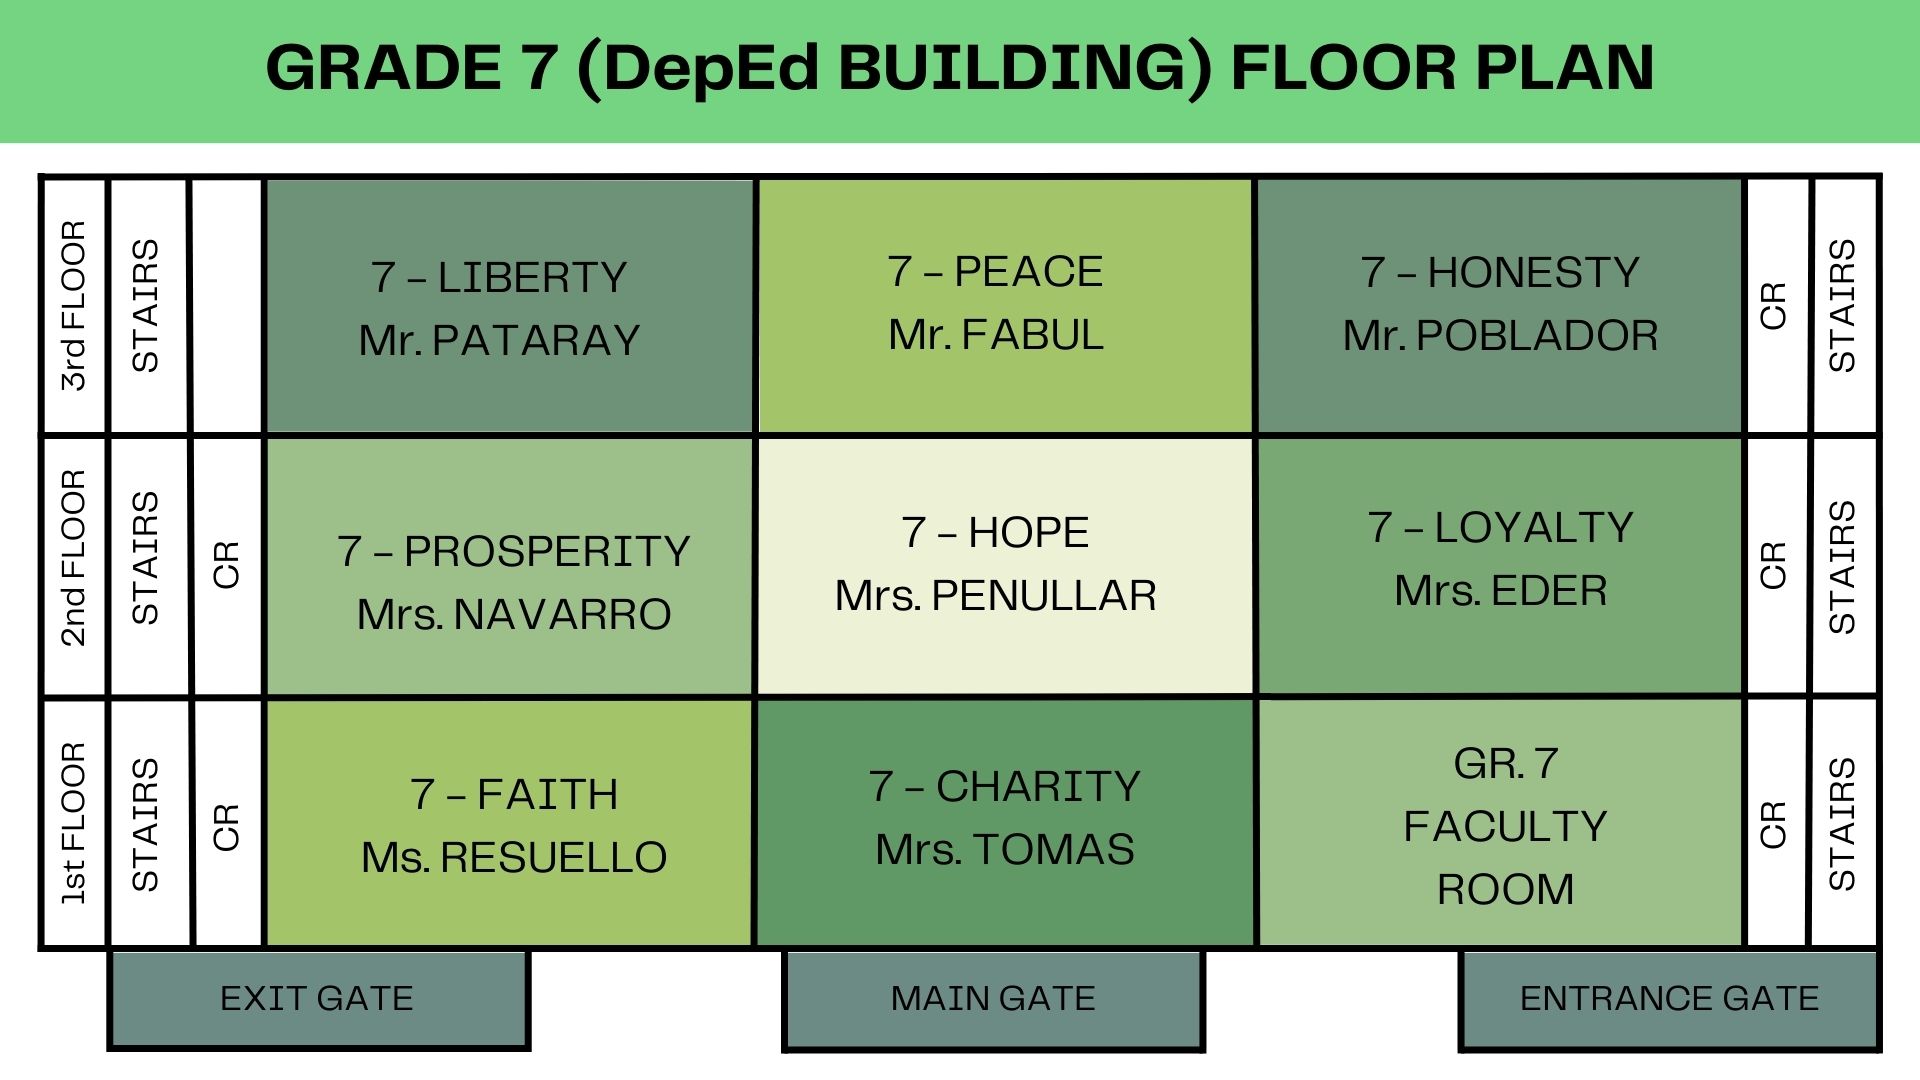 GRADE 7 (DepEd BUILDING) FLOOR PLAN
3rd FLOOR
STAIRS
7 – LIBERTY
Mr. PATARAY
7 – PEACE
Mr. FABUL
7 – HONESTY
Mr. POBLADOR
CR
STAIRS
2nd FLOOR
STAIRS
CR
7 – PROSPERITY
Mrs. NAVARRO
7 – HOPE
Mrs. PENULLAR
7 – LOYALTY
Mrs. EDER
CR
STAIRS
1st FLOOR
STAIRS
CR
7 – FAITH
Ms. RESUELLO
7 – CHARITY
Mrs. TOMAS
GR. 7
FACULTY
ROOM
CR
STAIRS
EXIT GATE
MAIN GATE
ENTRANCE GATE